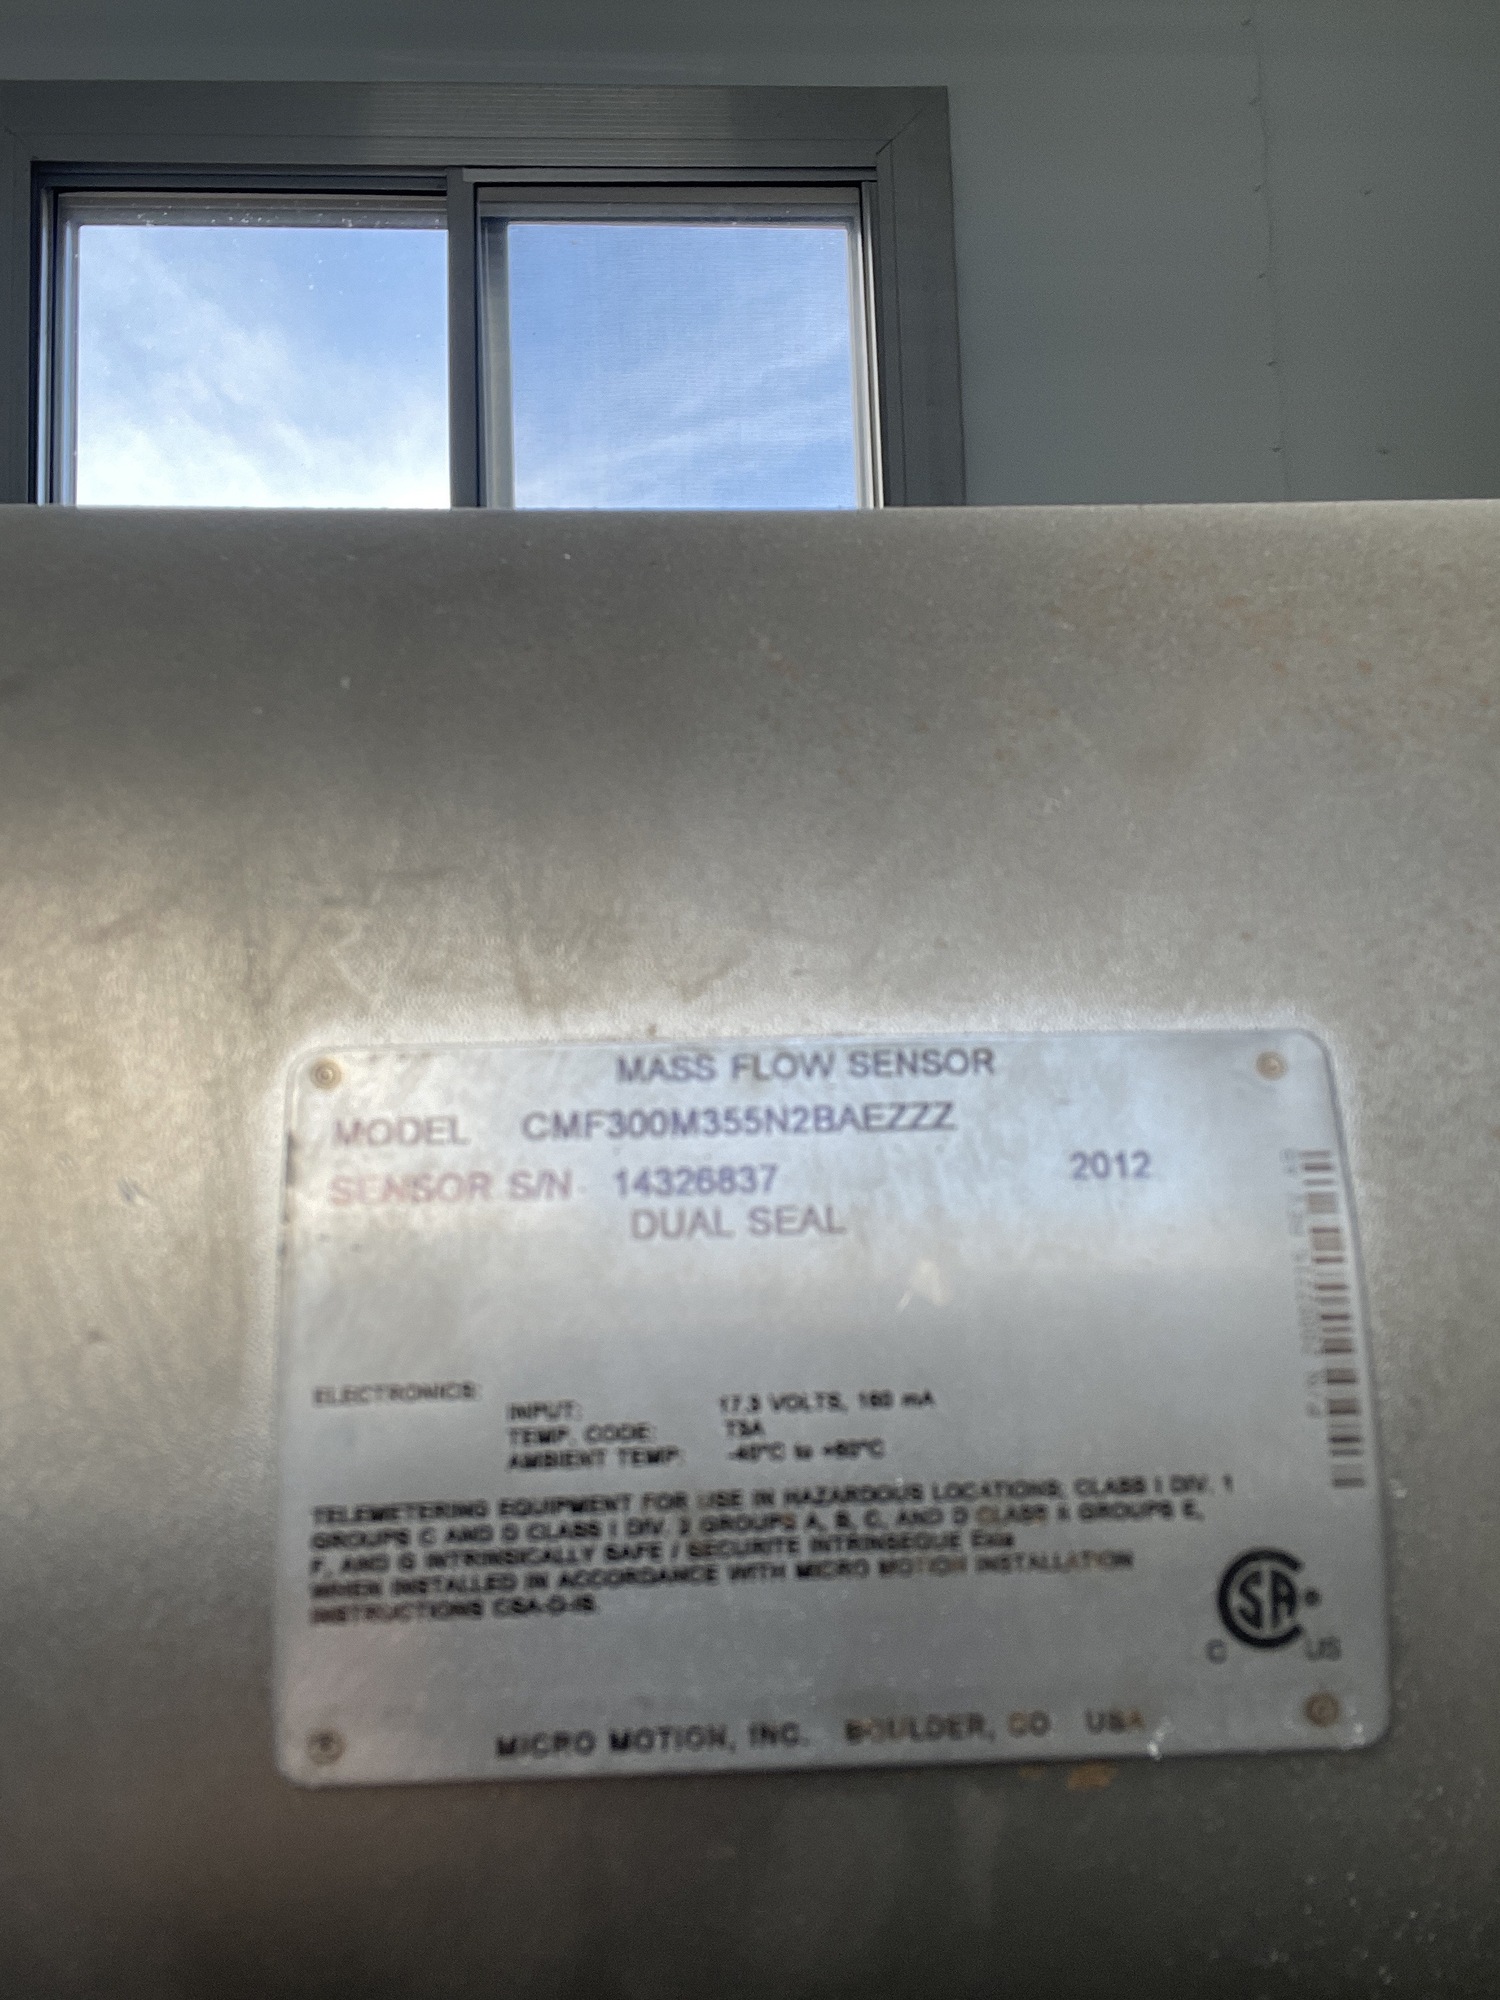 MASS FLOW SENSOR
MODEL CMF300M355N2BAEZZZ
SENSOR S/N 14326837 2012
DUAL SEAL
ELECTRONICS:
INPUT: 17.3 VOLTS, 160 mA
TEMP. CODE: T3A
AMBIENT TEMP: -40°C to +60°C
TELEMETERING EQUIPMENT FOR USE IN HAZARDOUS LOCATIONS; CLASS I DIV. 1
GROUPS C AND D CLASS I DIV. 2 GROUPS A, B, C, AND D CLASS II GROUPS E,
F, AND G INTRINSICALLY SAFE / SECURITE INTRINSEQUE Exia
WHEN INSTALLED IN ACCORDANCE WITH MICRO MOTION INSTALLATION
INSTRUCTIONS CSA-D-IS
CSA
C US
MICRO MOTION, INC. BOULDER, CO USA